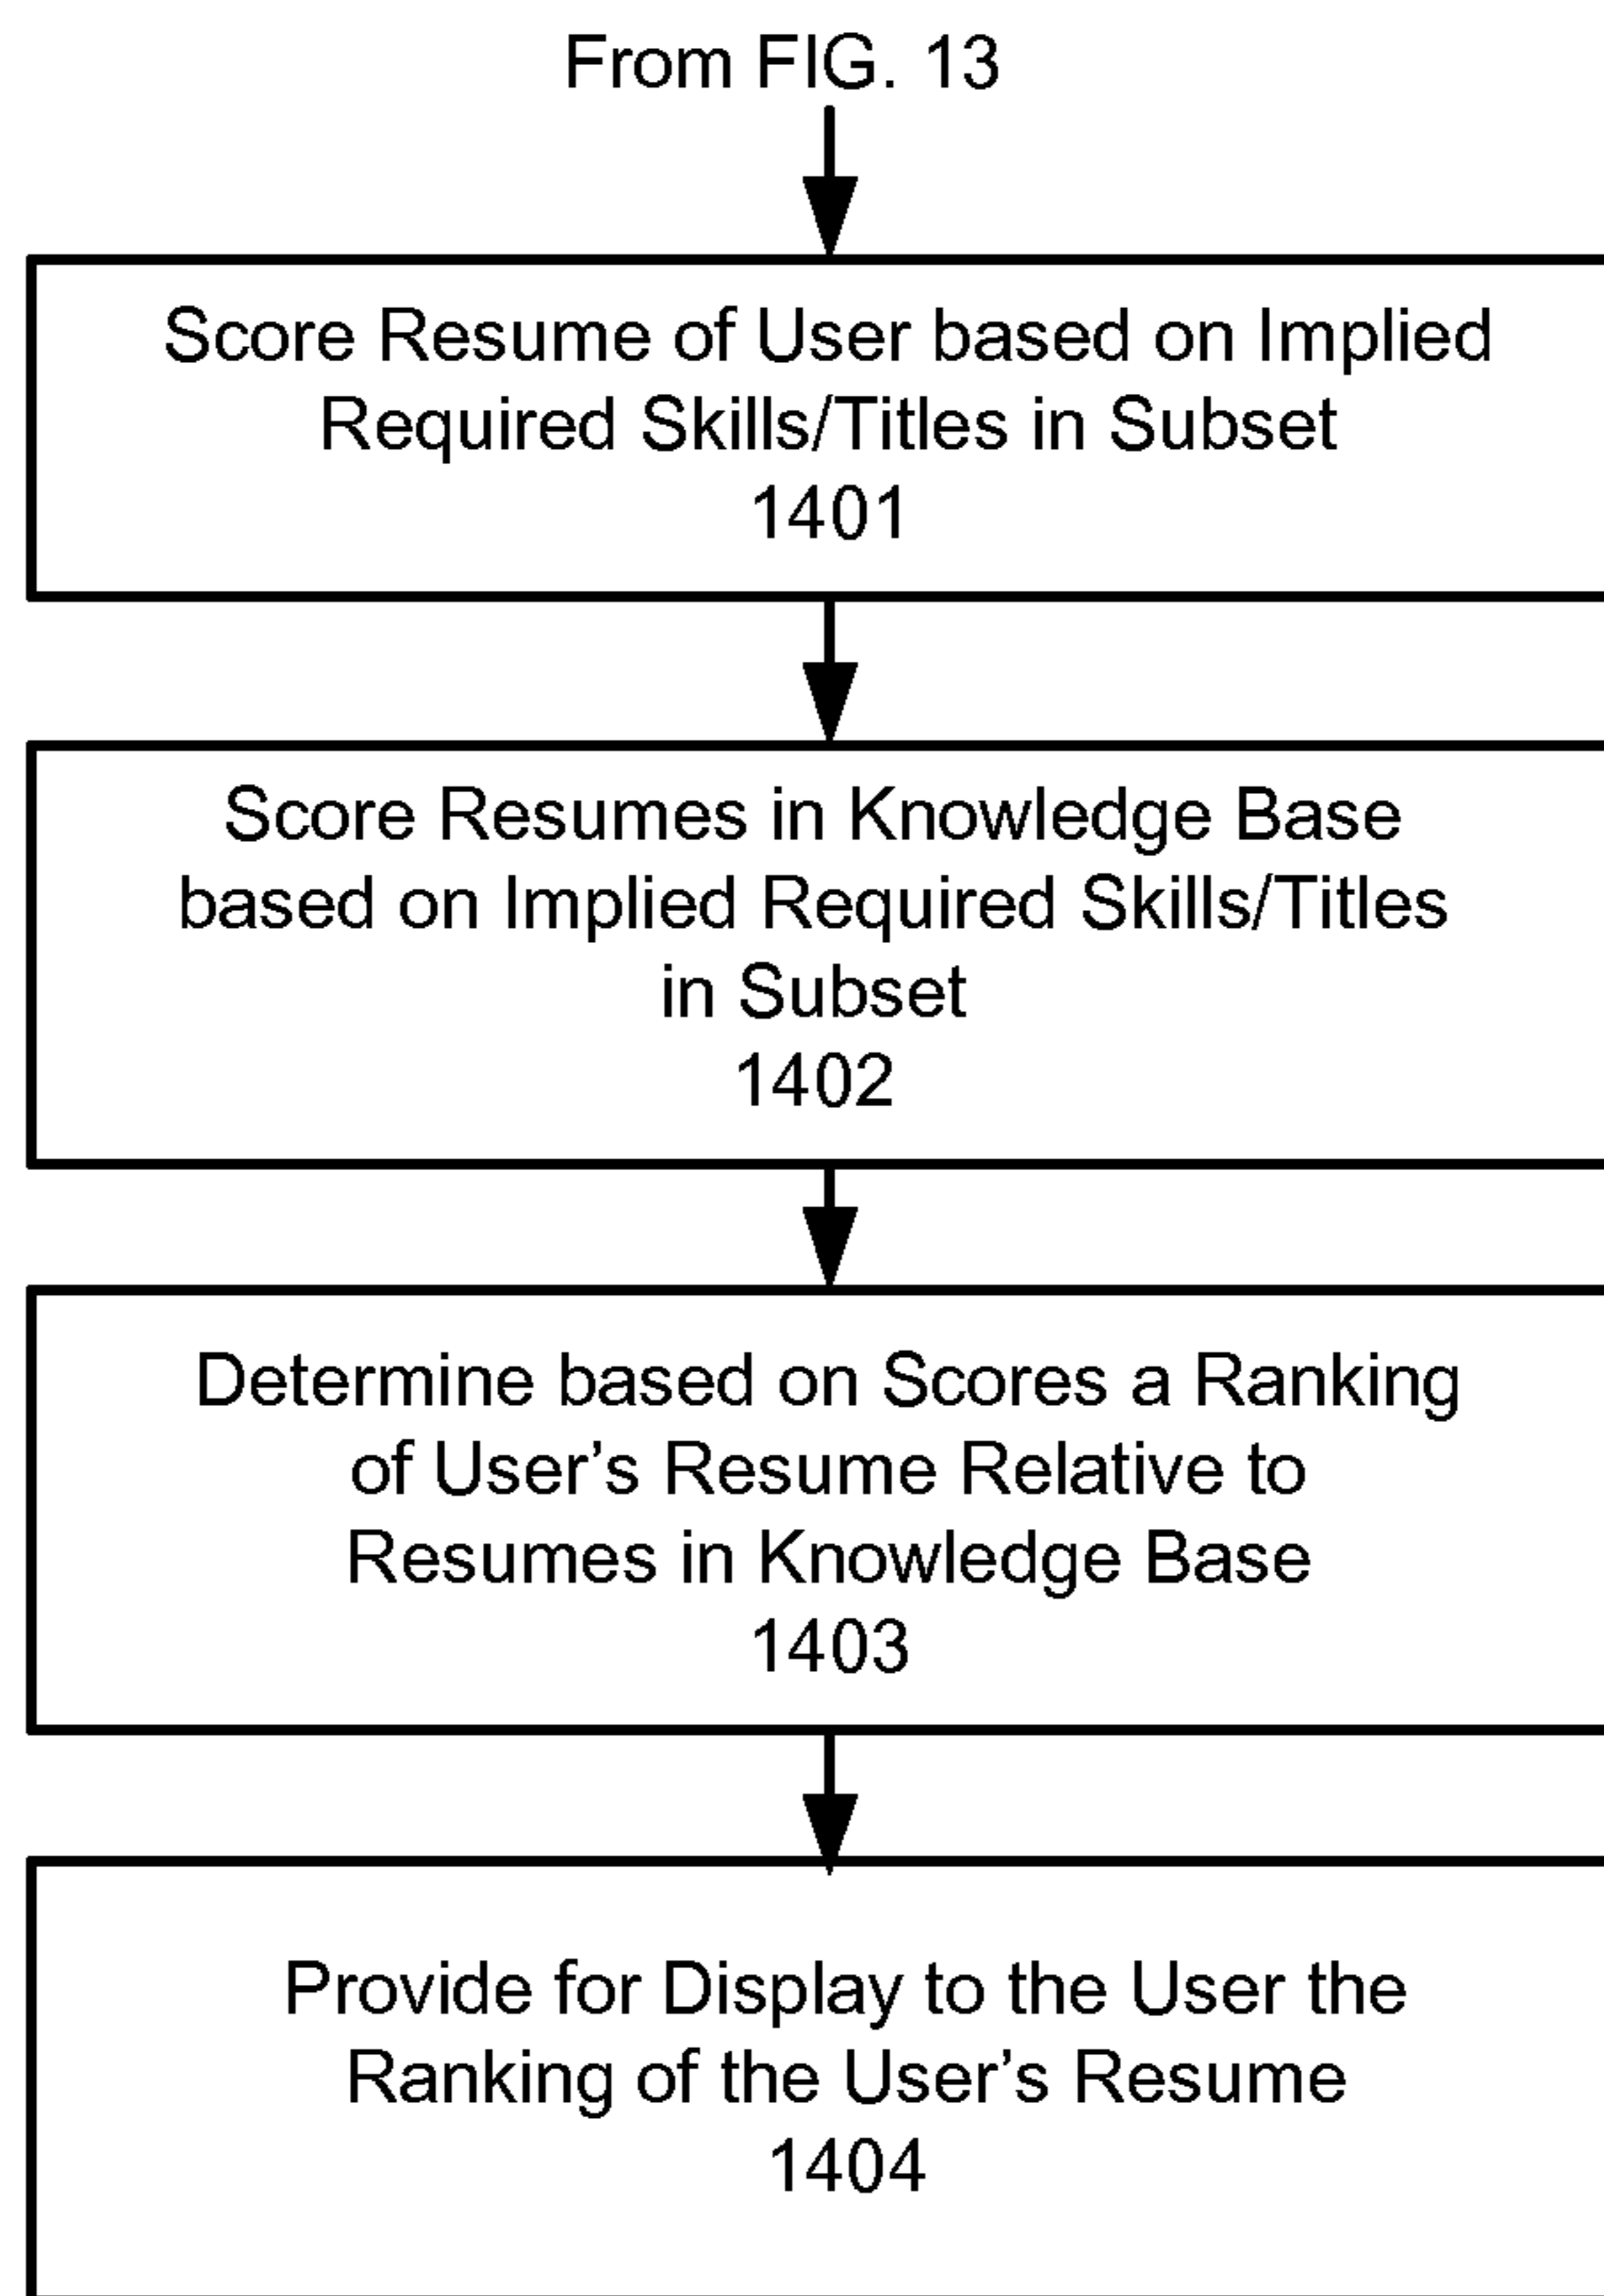 From FIG. 13
Score Resume of User based on Implied
Required Skills/Titles in Subset
1401
Score Resumes in Knowledge Base
based on Implied Required Skills/Titles
in Subset
1402
Determine based on Scores a Ranking
of User’s Resume Relative to
Resumes in Knowledge Base
1403
Provide for Display to the User the
Ranking of the User’s Resume
1404